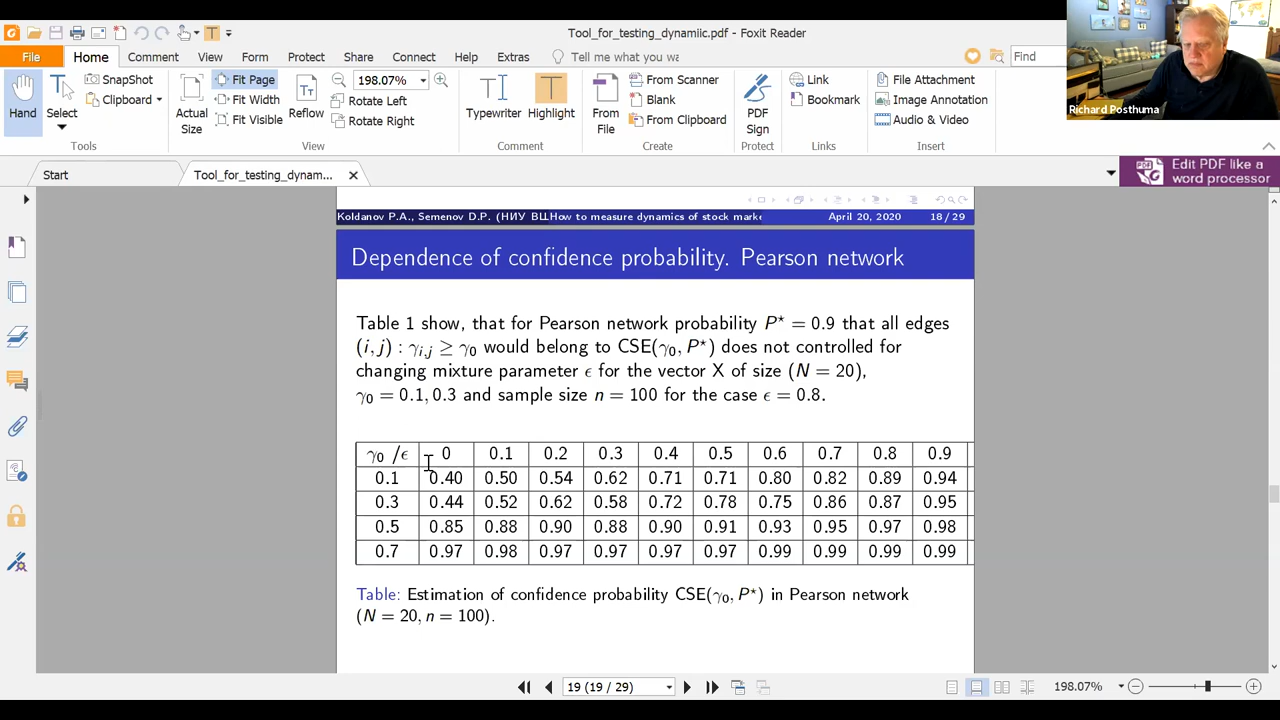 Tool_for_testing_dynamiic.pdf - Foxit Reader
File Home Comment View Form Protect Share Connect Help Extras Tell me what you wa Find
Hand
Select
SnapShot
Clipboard
Tools
Actual Size
Fit Page
Fit Width
Fit Visible
Reflow
198.07%
Rotate Left
Rotate Right
View
Typewriter
Highlight
Comment
From File
From Scanner
Blank
From Clipboard
Create
PDF Sign
Protect
Link
Bookmark
Links
File Attachment
Image Annotation
Audio & Video
Insert
Richard Posthuma
Start Tool_for_testing_dynam...
Edit PDF like a
word processor
Koldanov P.A., Semenov D.P. (НИУ ВШ How to measure dynamics of stock marke April 20, 2020 18 / 29
Dependence of confidence probability. Pearson network
Table 1 show, that for Pearson network probability P⋆ = 0.9 that all edges
(i, j) : γi,j ≥ γ0 would belong to CSE(γ0, P⋆) does not controlled for
changing mixture parameter ϵ for the vector X of size (N = 20),
γ0 = 0.1, 0.3 and sample size n = 100 for the case ϵ = 0.8.
γ0 /ϵ 0 0.1 0.2 0.3 0.4 0.5 0.6 0.7 0.8 0.9
0.1 0.40 0.50 0.54 0.62 0.71 0.71 0.80 0.82 0.89 0.94
0.3 0.44 0.52 0.62 0.58 0.72 0.78 0.75 0.86 0.87 0.95
0.5 0.85 0.88 0.90 0.88 0.90 0.91 0.93 0.95 0.97 0.98
0.7 0.97 0.98 0.97 0.97 0.97 0.97 0.99 0.99 0.99 0.99
Table: Estimation of confidence probability CSE(γ0, P⋆) in Pearson network
(N = 20, n = 100).
19 (19 / 29) 198.07%